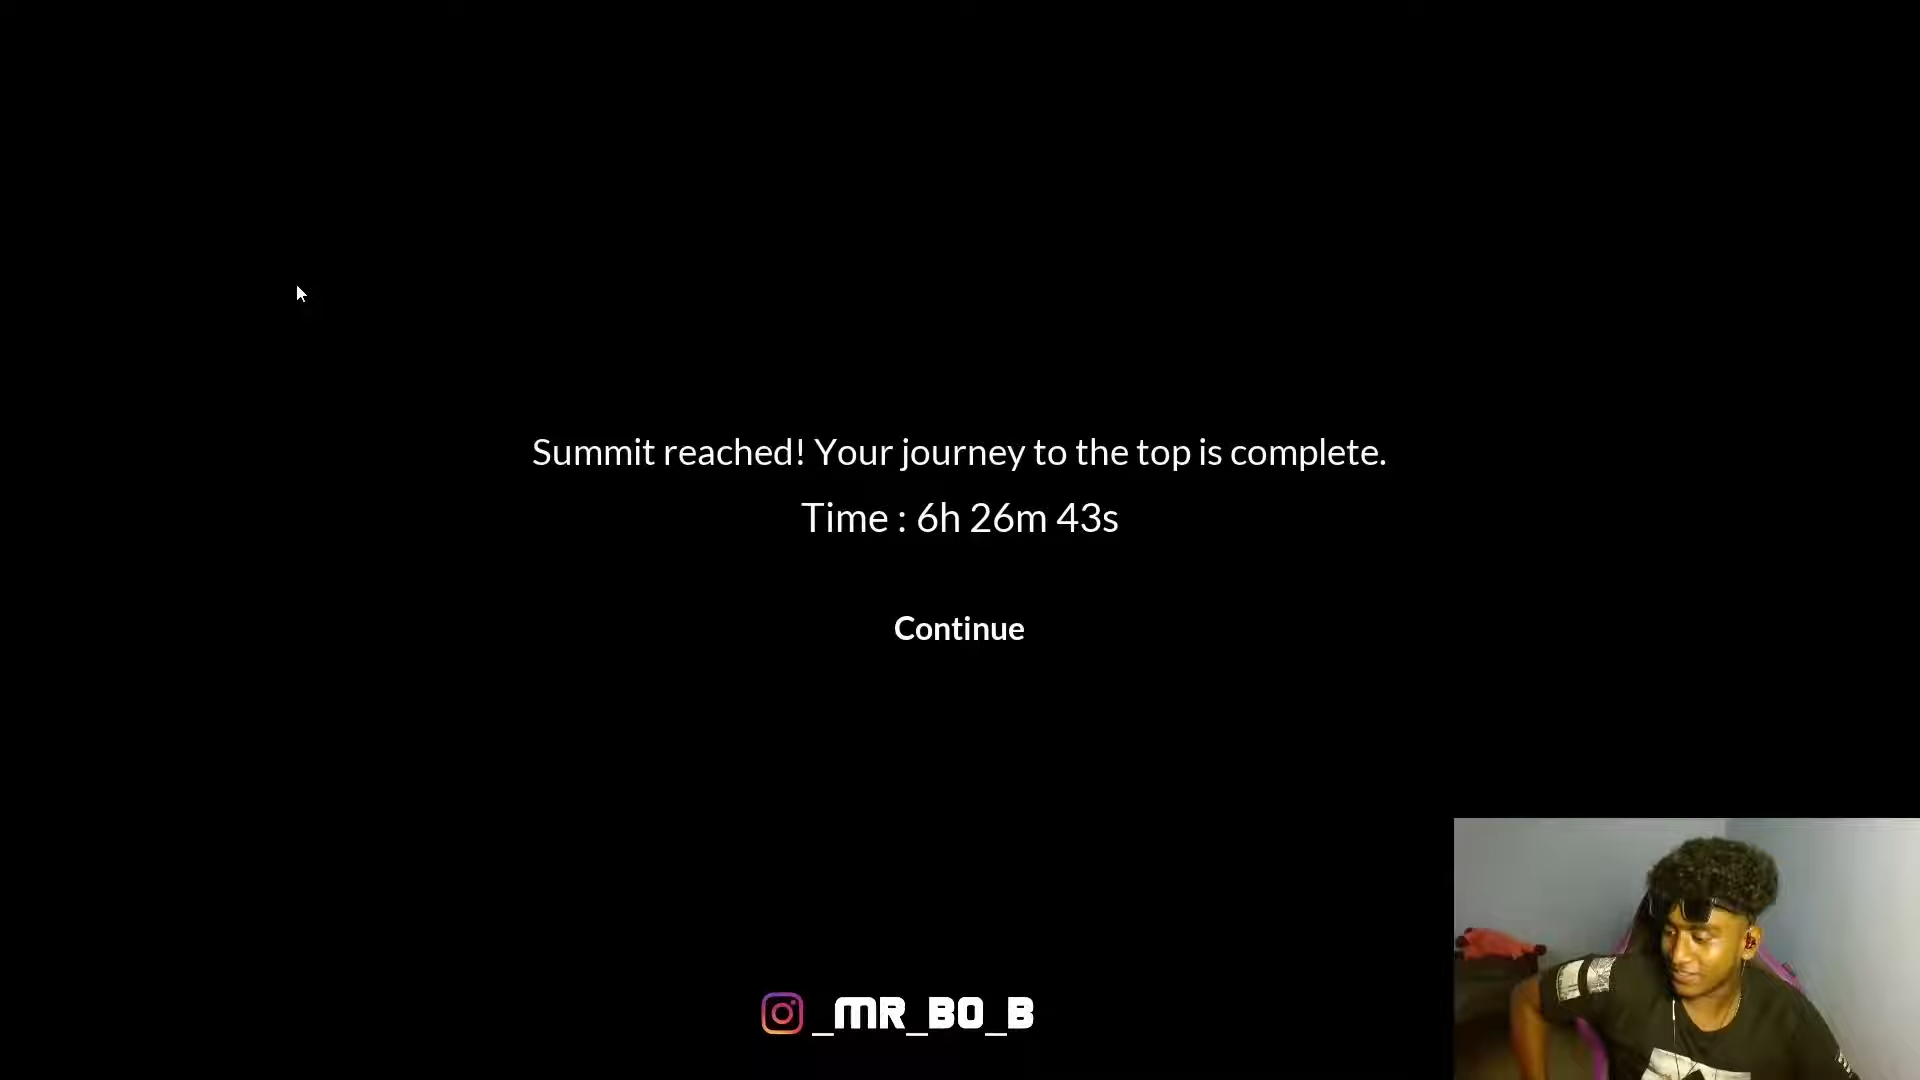 Summit reached! Your journey to the top is complete.
Time : 6h 26m 43s
Continue
_MR_BO_B